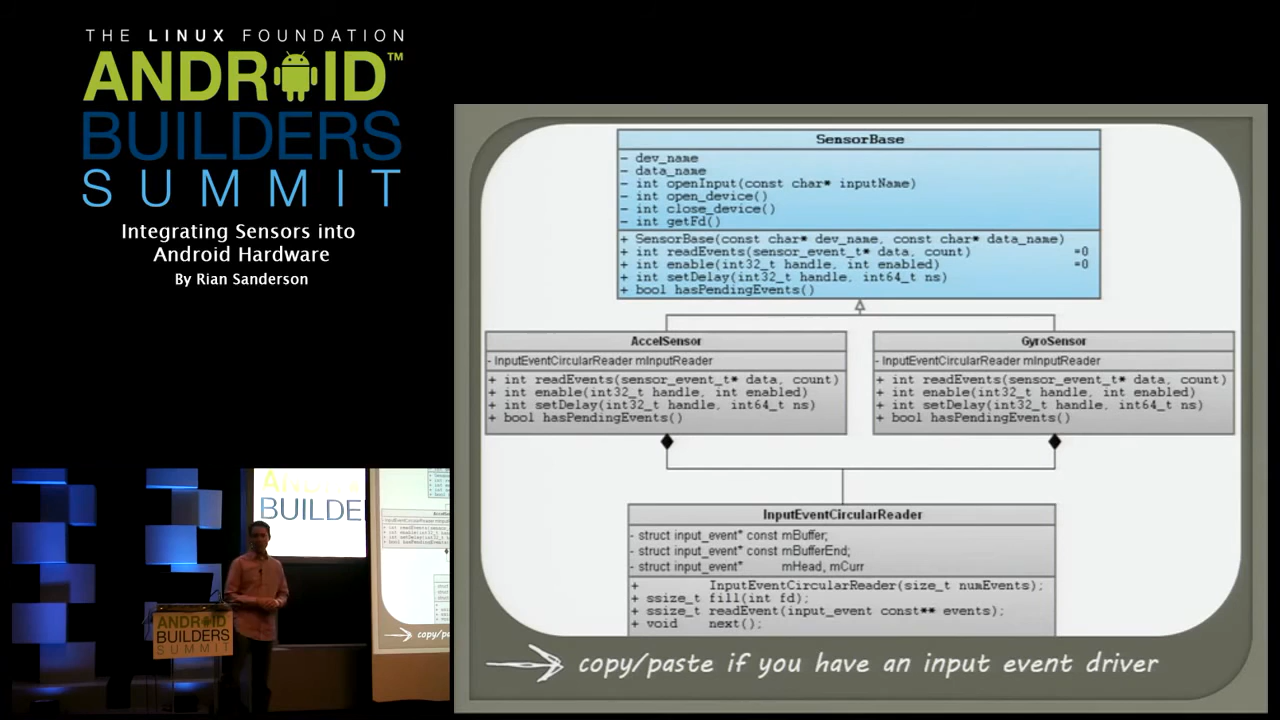 THE LINUX FOUNDATION
ANDROID™
BUILDERS
SUMMIT
Integrating Sensors into
Android Hardware
By Rian Sanderson
SensorBase
- dev_name
- data_name
- int openInput(const char* inputName)
- int open_device()
- int close_device()
- int getFd()
+ SensorBase(const char* dev_name, const char* data_name)
+ int readEvents(sensor_event_t* data, count) =0
+ int enable(int32_t handle, int enabled) =0
+ int setDelay(int32_t handle, int64_t ns)
+ bool hasPendingEvents()
AccelSensor
- InputEventCircularReader mInputReader
+ int readEvents(sensor_event_t* data, count)
+ int enable(int32_t handle, int enabled)
+ int setDelay(int32_t handle, int64_t ns)
+ bool hasPendingEvents()
GyroSensor
- InputEventCircularReader mInputReader
+ int readEvents(sensor_event_t* data, count)
+ int enable(int32_t handle, int enabled)
+ int setDelay(int32_t handle, int64_t ns)
+ bool hasPendingEvents()
InputEventCircularReader
- struct input_event* const mBuffer;
- struct input_event* const mBufferEnd;
- struct input_event* mHead, mCurr
+ InputEventCircularReader(size_t numEvents);
+ ssize_t fill(int fd);
+ ssize_t readEvent(input_event const** events);
+ void next();
copy/paste if you have an input event driver
BUILDE
copy/pa
ANDROID
BUILDERS
SUMMIT